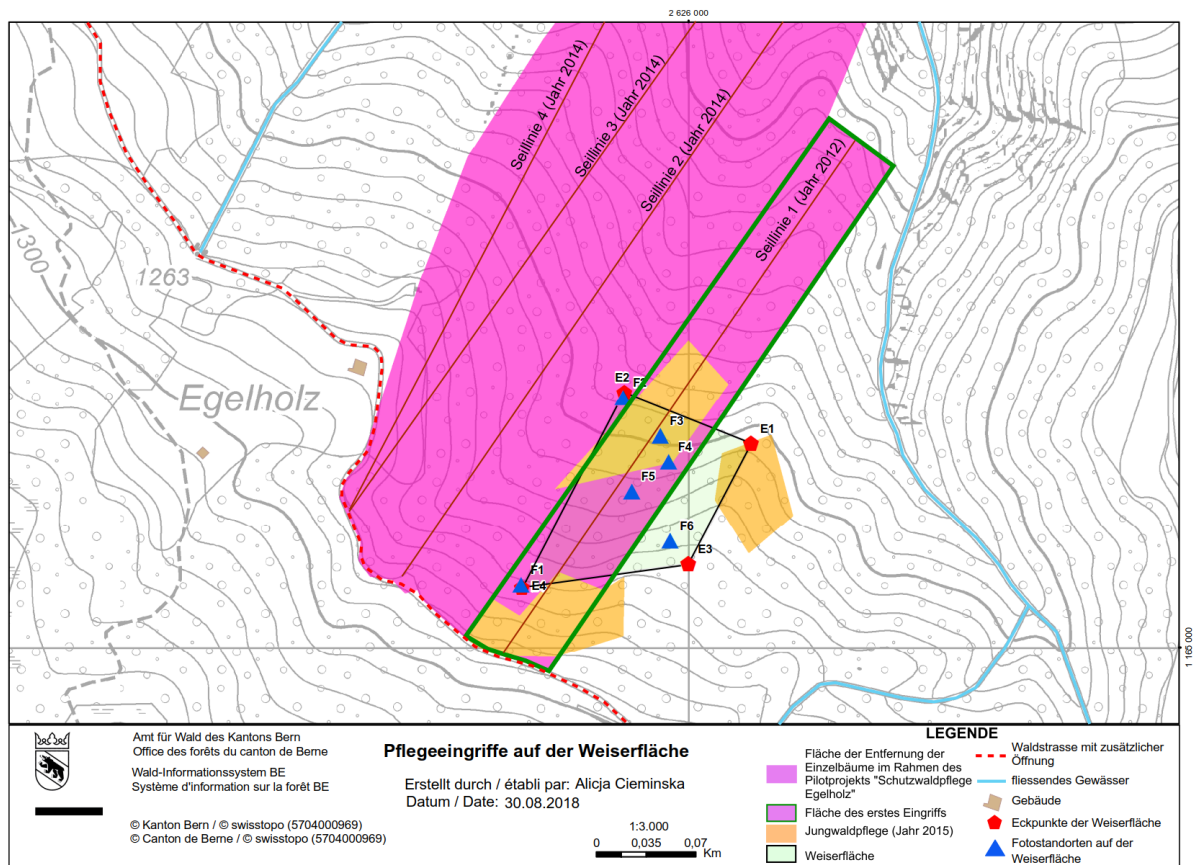 2 626 000
Seillinie 4 (Jahr 2014)
Seillinie 3 (Jahr 2014)
Seillinie 2 (Jahr 2014)
Seillinie 1 (Jahr 2012)
1300
1263
Egelholz
E2
F2
F3
E1
F4
F5
F6
E3
F1
E4
1 165 000
Amt für Wald des Kantons Bern
Office des forêts du canton de Berne
Wald-Informationssystem BE
Système d'information sur la forêt BE
© Kanton Bern / © swisstopo (5704000969)
© Canton de Berne / © swisstopo (5704000969)
Pflegeeingriffe auf der Weiserfläche
Erstellt durch / établi par: Alicja Cieminska
Datum / Date: 30.08.2018
1:3.000
0 0,035 0,07
Km
LEGENDE
Fläche der Entfernung der
Einzelbäume im Rahmen des
Pilotprojekts "Schutzwaldpflege
Egelholz"
Fläche des erstes Eingriffs
Jungwaldpflege (Jahr 2015)
Weiserfläche
Waldstrasse mit zusätzlicher
Öffnung
fliessendes Gewässer
Gebäude
Eckpunkte der Weiserfläche
Fotostandorten auf der
Weiserfläche